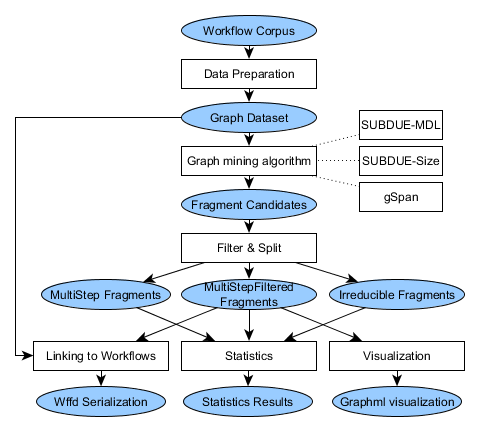 Workflow Corpus
Data Preparation
Graph Dataset
SUBDUE-MDL
Graph mining algorithm
SUBDUE-Size
gSpan
Fragment Candidates
Filter & Split
MultiStep Fragments
MultiStepFiltered
Fragments
Irreducible Fragments
Linking to Workflows
Statistics
Visualization
Wffd Serialization
Statistics Results
Graphml visualization